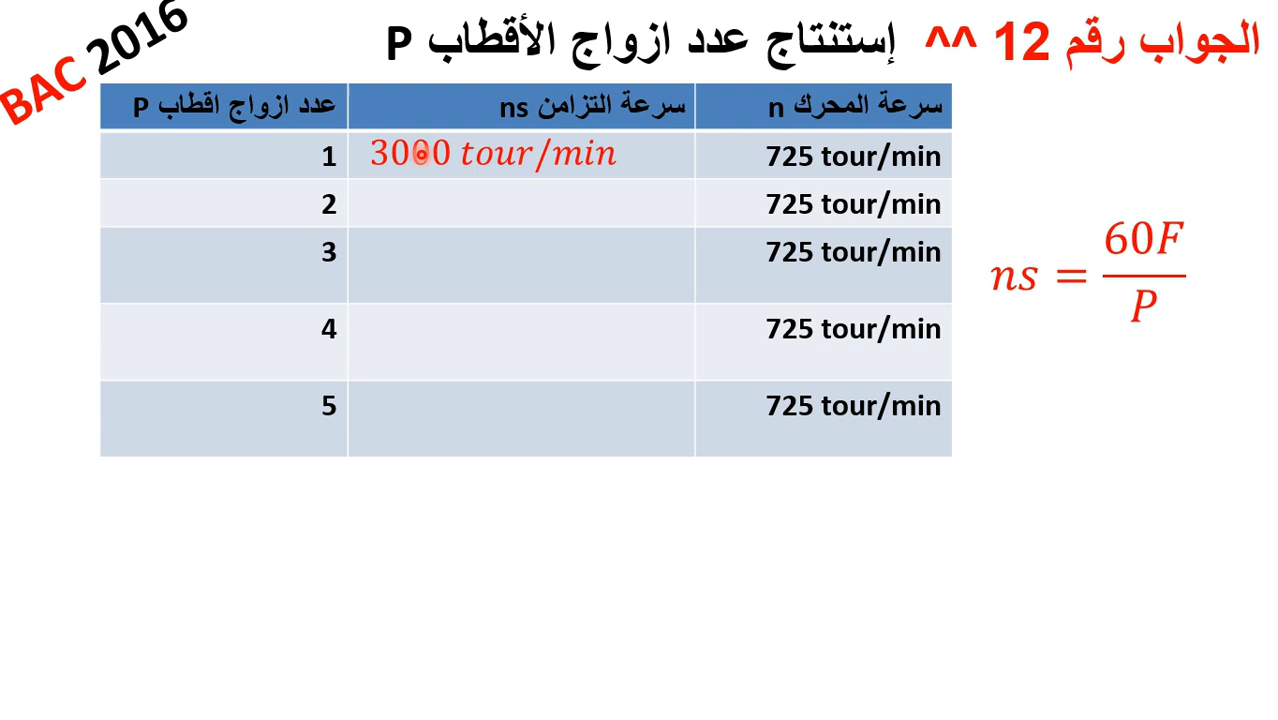 BAC 2016
الجواب رقم 12 ^^ إستنتاج عدد ازواج الأقطاب P
سرعة المحرك n سرعة التزامن ns عدد ازواج اقطاب P
725 tour/min 3000 tour/min 1
725 tour/min 2
725 tour/min 3
725 tour/min 4
725 tour/min 5
ns = 60F / P